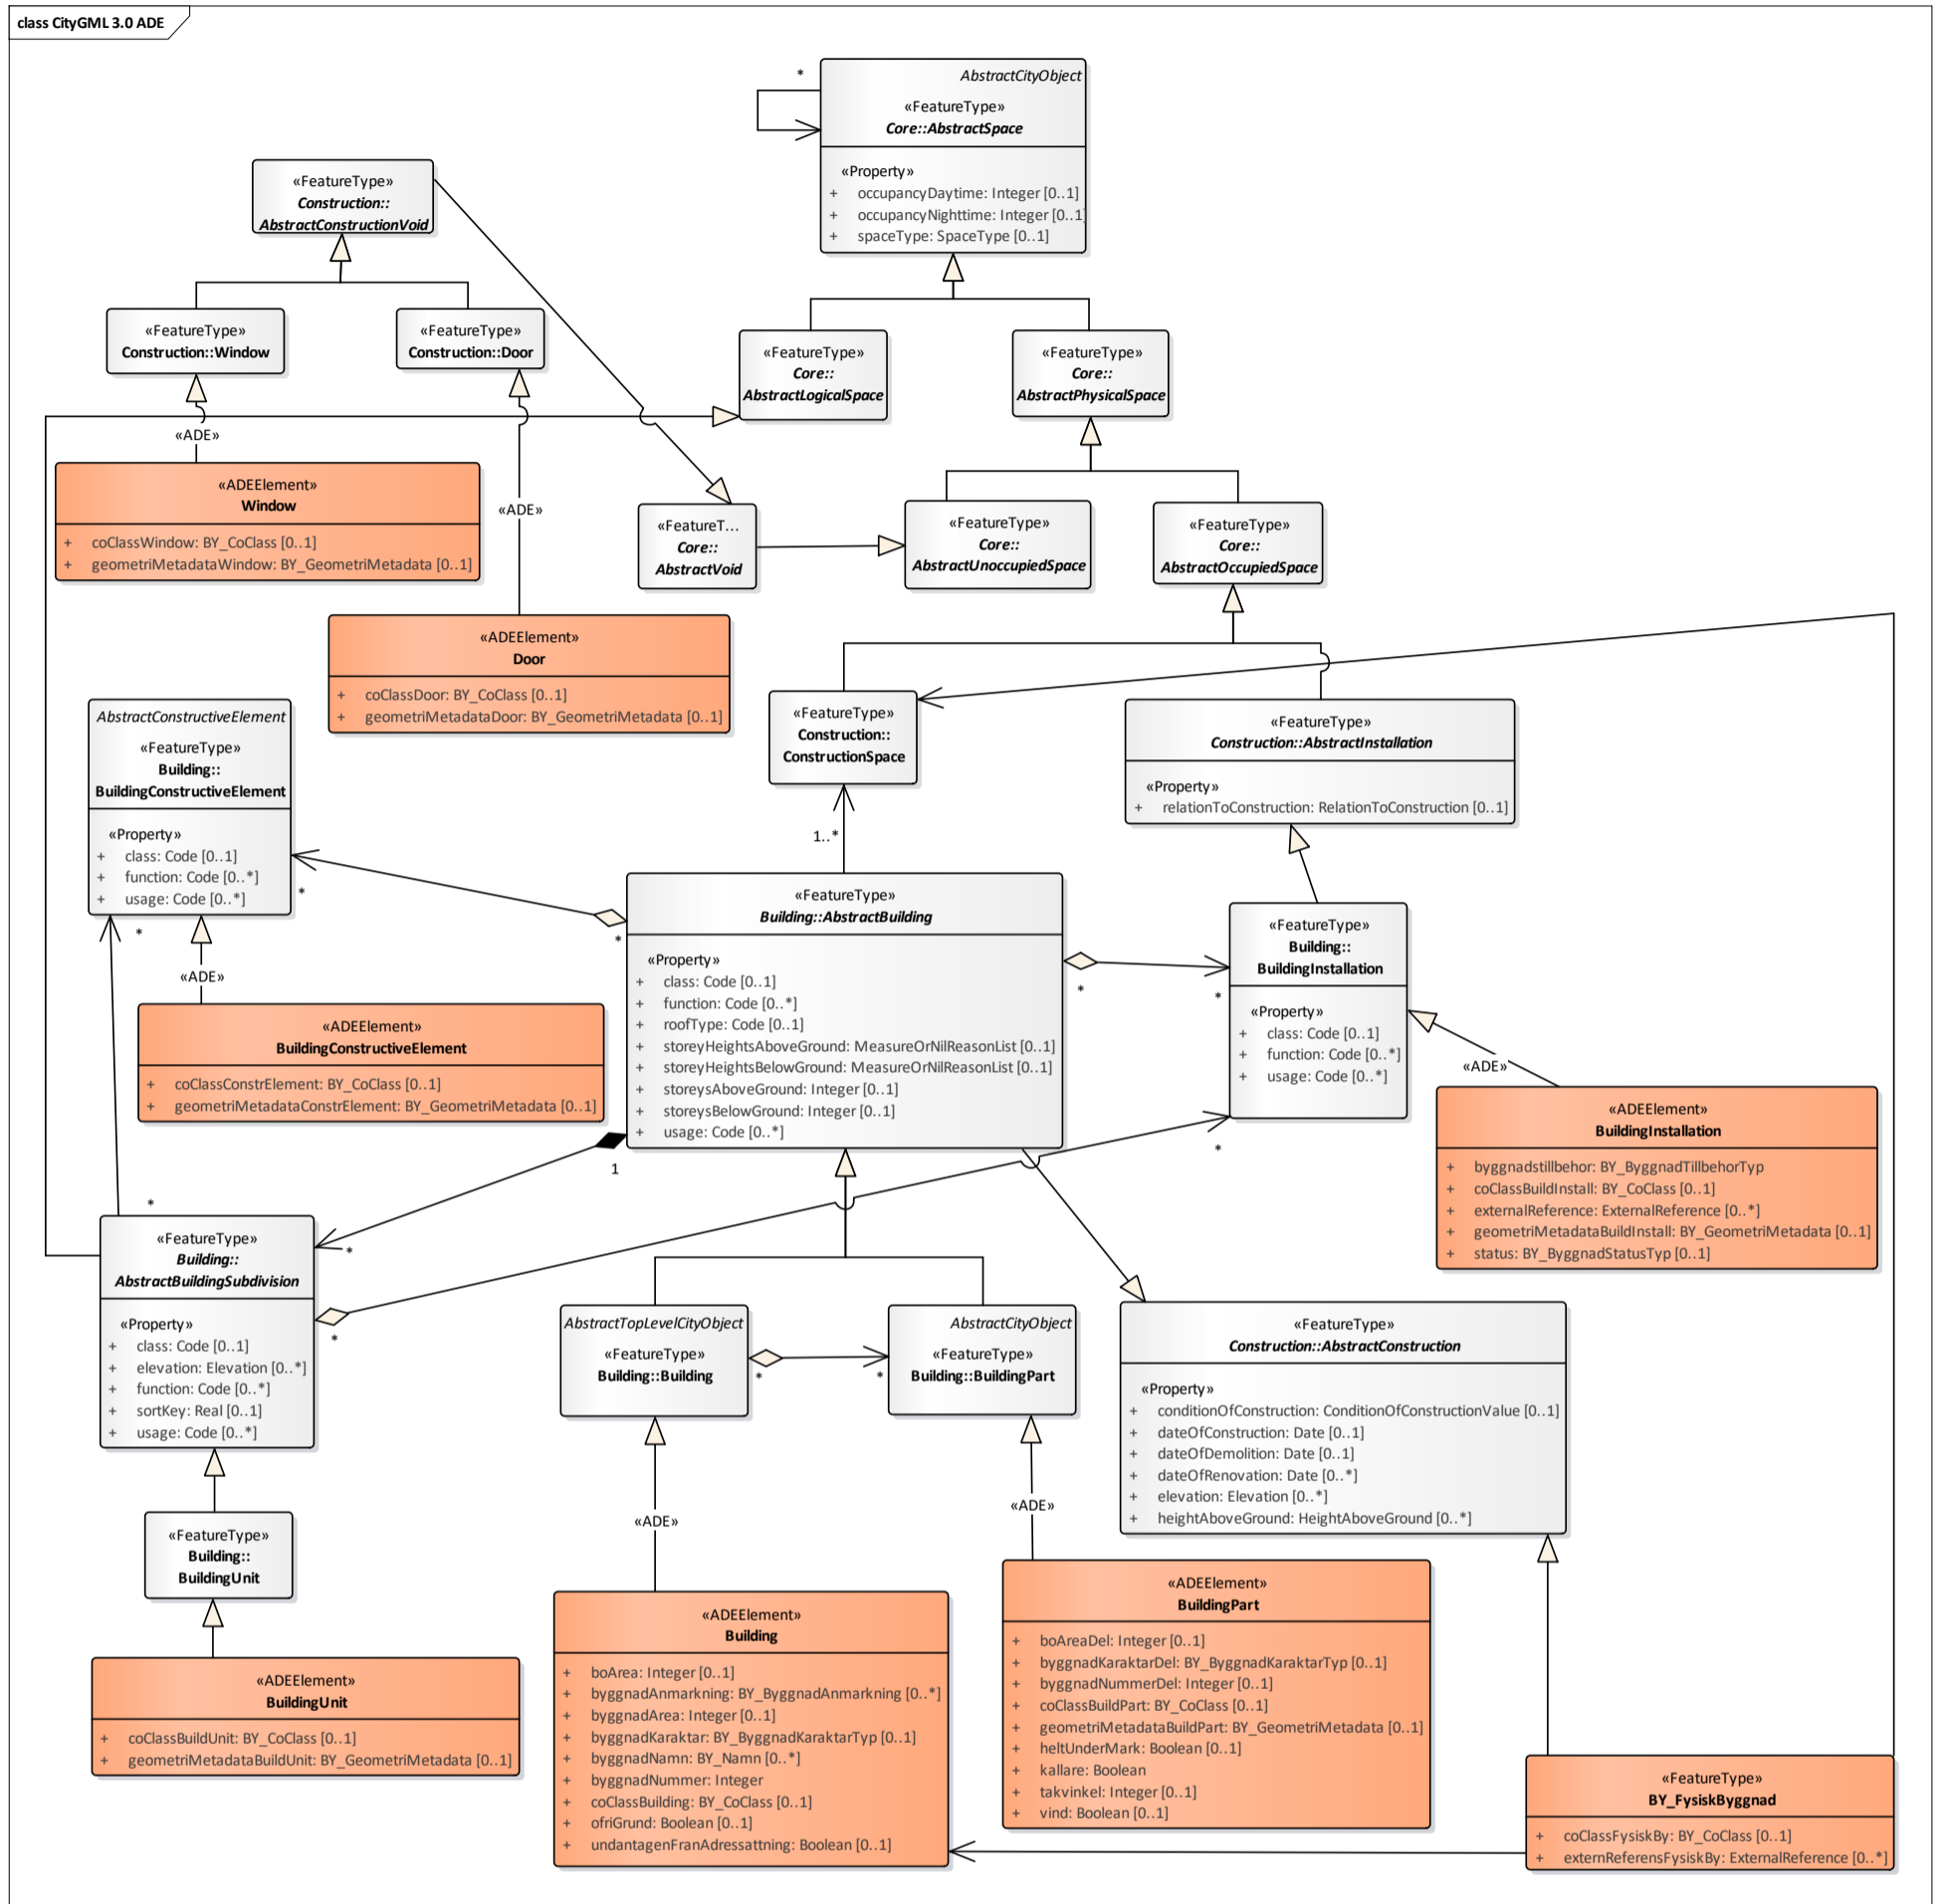 class CityGML 3.0 ADE
AbstractCityObject
«FeatureType»
Core::AbstractSpace
«Property»
+ occupancyDaytime: Integer [0..1]
+ occupancyNighttime: Integer [0..1]
+ spaceType: SpaceType [0..1]
*
«FeatureType»
Construction::
AbstractConstructionVoid
«FeatureType»
Construction::Window
«FeatureType»
Construction::Door
«FeatureType»
Core::
AbstractLogicalSpace
«FeatureType»
Core::
AbstractPhysicalSpace
«ADE»
«ADEElement»
Window
+ coClassWindow: BY_CoClass [0..1]
+ geometriMetadataWindow: BY_GeometriMetadata [0..1]
«ADE»
«FeatureT...
Core::
AbstractVoid
«FeatureType»
Core::
AbstractUnoccupiedSpace
«FeatureType»
Core::
AbstractOccupiedSpace
«ADEElement»
Door
+ coClassDoor: BY_CoClass [0..1]
+ geometriMetadataDoor: BY_GeometriMetadata [0..1]
AbstractConstructiveElement
«FeatureType»
Building::
BuildingConstructiveElement
«Property»
+ class: Code [0..1]
+ function: Code [0..*]
+ usage: Code [0..*]
*
*
«FeatureType»
Construction::
ConstructionSpace
1..*
«FeatureType»
Construction::AbstractInstallation
«Property»
+ relationToConstruction: RelationToConstruction [0..1]
«ADE»
«ADEElement»
BuildingConstructiveElement
+ coClassConstrElement: BY_CoClass [0..1]
+ geometriMetadataConstrElement: BY_GeometriMetadata [0..1]
«FeatureType»
Building::AbstractBuilding
«Property»
+ class: Code [0..1]
+ function: Code [0..*]
+ roofType: Code [0..1]
+ storeyHeightsAboveGround: MeasureOrNilReasonList [0..1]
+ storeyHeightsBelowGround: MeasureOrNilReasonList [0..1]
+ storeysAboveGround: Integer [0..1]
+ storeysBelowGround: Integer [0..1]
+ usage: Code [0..*]
*
*
*
1
«FeatureType»
Building::
BuildingInstallation
«Property»
+ class: Code [0..1]
+ function: Code [0..*]
+ usage: Code [0..*]
*
«ADE»
«ADEElement»
BuildingInstallation
+ byggnadstillbehor: BY_ByggnadTillbehorTyp
+ coClassBuildInstall: BY_CoClass [0..1]
+ externalReference: ExternalReference [0..*]
+ geometriMetadataBuildInstall: BY_GeometriMetadata [0..1]
+ status: BY_ByggnadStatusTyp [0..1]
*
*
«FeatureType»
Building::
AbstractBuildingSubdivision
«Property»
+ class: Code [0..1]
+ elevation: Elevation [0..*]
+ function: Code [0..*]
+ sortKey: Real [0..1]
+ usage: Code [0..*]
*
AbstractTopLevelCityObject
«FeatureType»
Building::Building
*
*
AbstractCityObject
«FeatureType»
Building::BuildingPart
«FeatureType»
Construction::AbstractConstruction
«Property»
+ conditionOfConstruction: ConditionOfConstructionValue [0..1]
+ dateOfConstruction: Date [0..1]
+ dateOfDemolition: Date [0..1]
+ dateOfRenovation: Date [0..*]
+ elevation: Elevation [0..*]
+ heightAboveGround: HeightAboveGround [0..*]
«FeatureType»
Building::
BuildingUnit
«ADE»
«ADE»
«ADEElement»
BuildingUnit
+ coClassBuildUnit: BY_CoClass [0..1]
+ geometriMetadataBuildUnit: BY_GeometriMetadata [0..1]
«ADEElement»
Building
+ boArea: Integer [0..1]
+ byggnadAnmarkning: BY_ByggnadAnmarkning [0..*]
+ byggnadArea: Integer [0..1]
+ byggnadKaraktar: BY_ByggnadKaraktarTyp [0..1]
+ byggnadNamn: BY_Namn [0..*]
+ byggnadNummer: Integer
+ coClassBuilding: BY_CoClass [0..1]
+ ofriGrund: Boolean [0..1]
+ undantagenFranAdressattning: Boolean [0..1]
«ADEElement»
BuildingPart
+ boAreaDel: Integer [0..1]
+ byggnadKaraktarDel: BY_ByggnadKaraktarTyp [0..1]
+ byggnadNummerDel: Integer [0..1]
+ coClassBuildPart: BY_CoClass [0..1]
+ geometriMetadataBuildPart: BY_GeometriMetadata [0..1]
+ heltUnderMark: Boolean [0..1]
+ kallare: Boolean
+ takvinkel: Integer [0..1]
+ vind: Boolean [0..1]
«FeatureType»
BY_FysiskByggnad
+ coClassFysiskBy: BY_CoClass [0..1]
+ externReferensFysiskBy: ExternalReference [0..*]